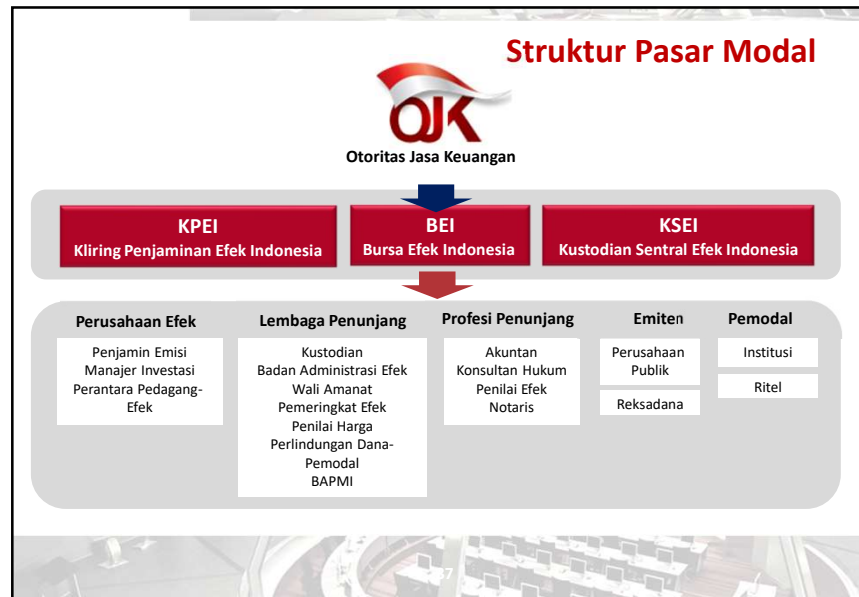 Struktur Pasar Modal
OJK
Otoritas Jasa Keuangan
KPEI
Kliring Penjaminan Efek Indonesia
BEI
Bursa Efek Indonesia
KSEI
Kustodian Sentral Efek Indonesia
Perusahaan Efek
Penjamin Emisi
Manajer Investasi
Perantara Pedagang-
Efek
Lembaga Penunjang
Kustodian
Badan Administrasi Efek
Wali Amanat
Pemeringkat Efek
Penilai Harga
Perlindungan Dana-
Pemodal
BAPMI
Profesi Penunjang
Akuntan
Konsultan Hukum
Penilai Efek
Notaris
Emiten
Perusahaan
Publik
Reksadana
Pemodal
Institusi
Ritel
7